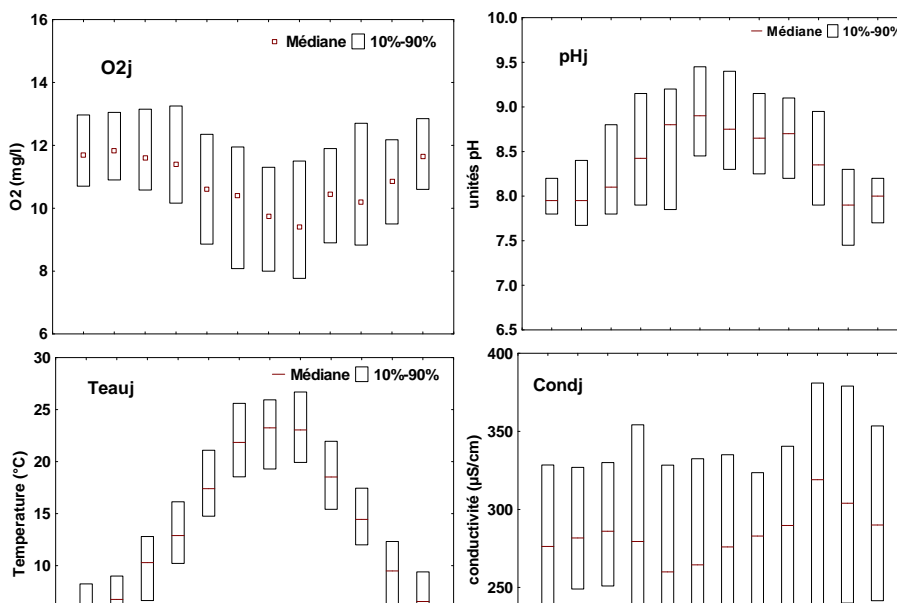 16
14
12
10
8
6
O2 (mg/l)
O2j
Médiane 10%-90%
10.0
9.5
9.0
8.5
8.0
7.5
7.0
6.5
unités pH
pHj
Médiane 10%-90%
30
25
20
15
10
Temperature (°C)
Teauj
Médiane 10%-90%
400
350
300
250
conductivité (µS/cm)
Condj